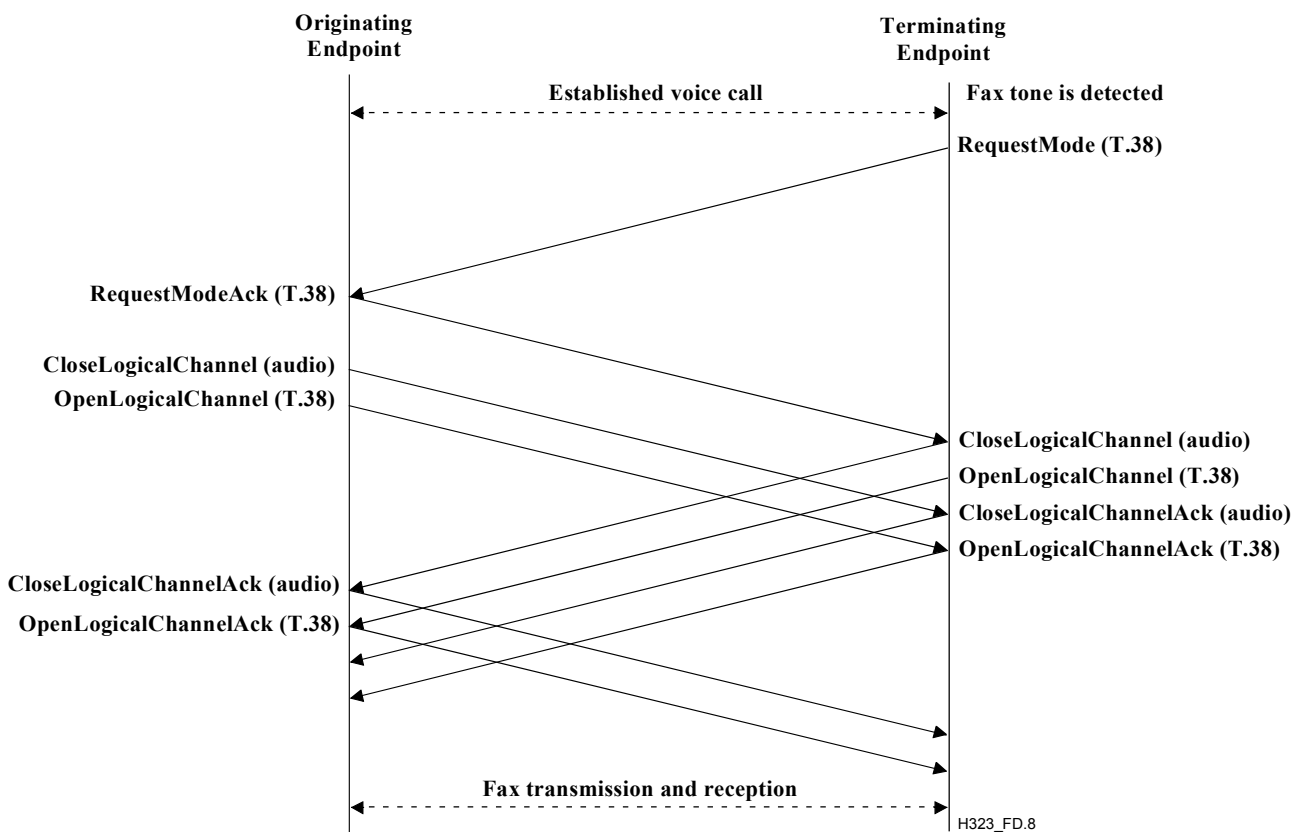 Originating
Endpoint
Terminating
Endpoint
Established voice call
Fax tone is detected
RequestMode (T.38)
RequestModeAck (T.38)
CloseLogicalChannel (audio)
OpenLogicalChannel (T.38)
CloseLogicalChannel (audio)
OpenLogicalChannel (T.38)
CloseLogicalChannelAck (audio)
OpenLogicalChannelAck (T.38)
CloseLogicalChannelAck (audio)
OpenLogicalChannelAck (T.38)
Fax transmission and reception
H323_FD.8